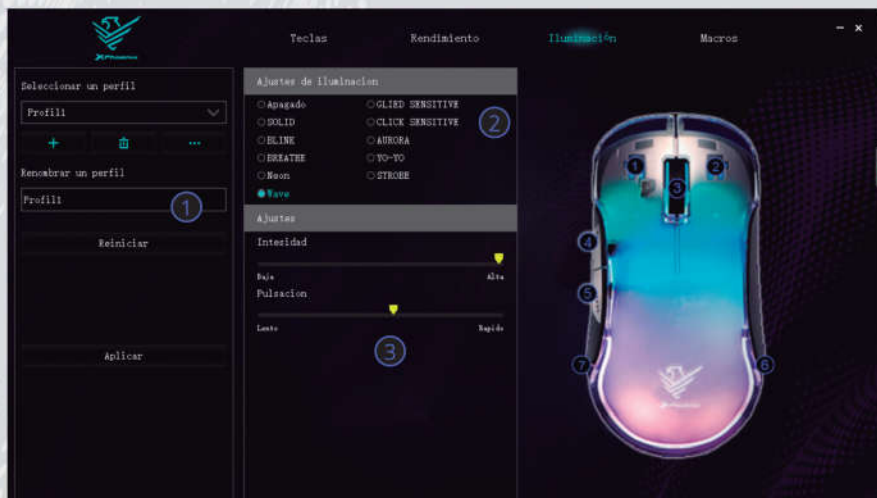 Teclas
Rendimiento
Iluminación
Macros
XPhoenix
Seleccionar un perfil
Profil1
Renombrar un perfil
Profil1
1
Reiniciar
Aplicar
Ajustes de iluminacion
Apagado
GLIED SENSITIVE
SOLID
CLICK SENSITIVE
2
BLINK
AURORA
BREATHE
YO-YO
Neon
STROBE
Wave
Ajustes
Intesidad
Baja
Alta
Pulsacion
Lento
Rapido
3
1
2
3
4
5
7
6